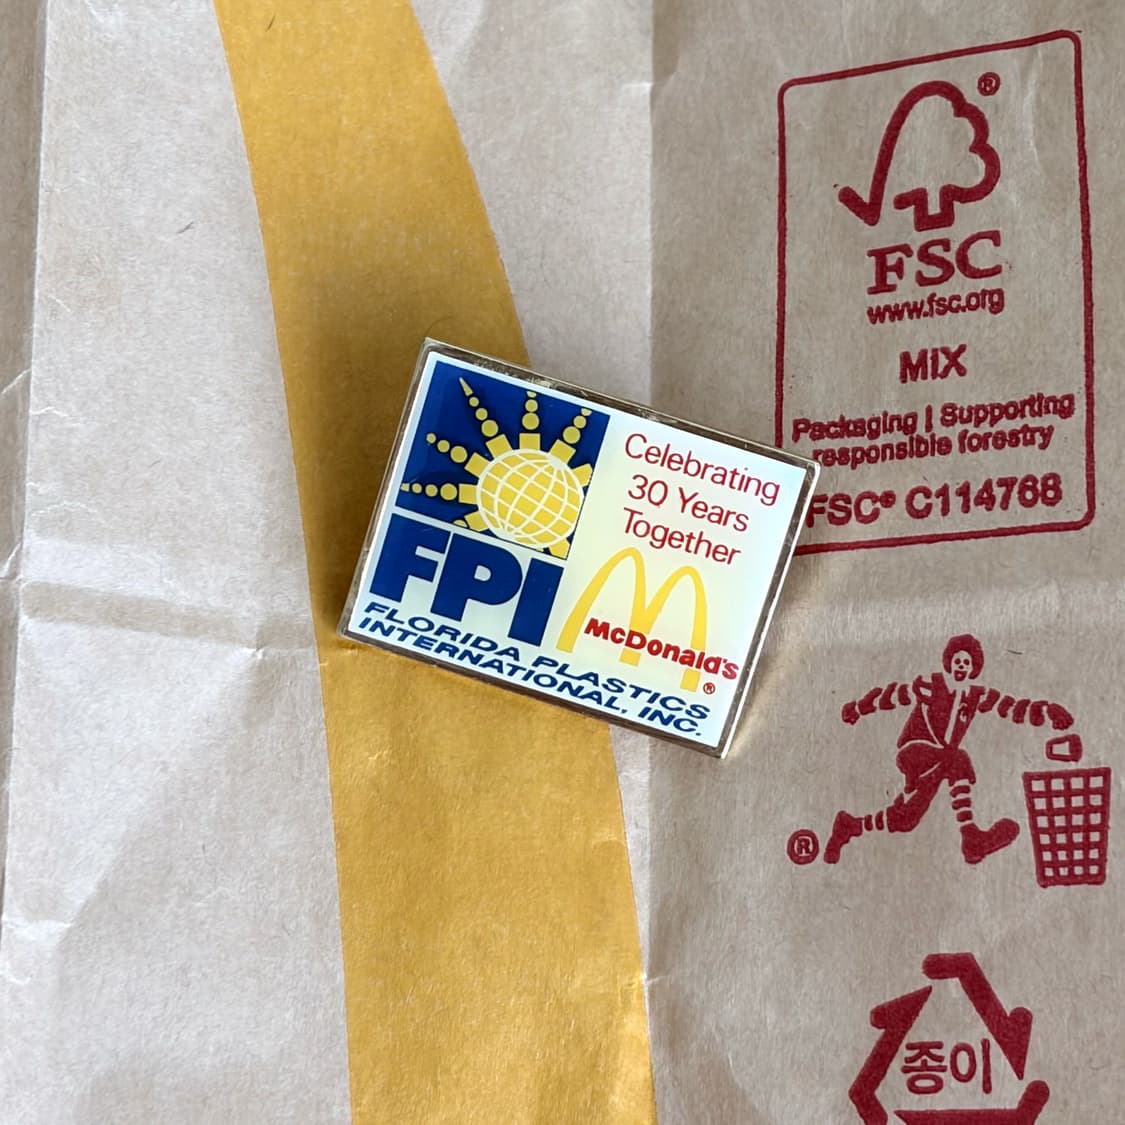 FSC
www.fsc.org
MIX
Packaging | Supporting
responsible forestry
FSC® C114768
Celebrating
30 Years
Together
FPI
McDonald's
®
FLORIDA PLASTICS
INTERNATIONAL, INC.
®
®
종이